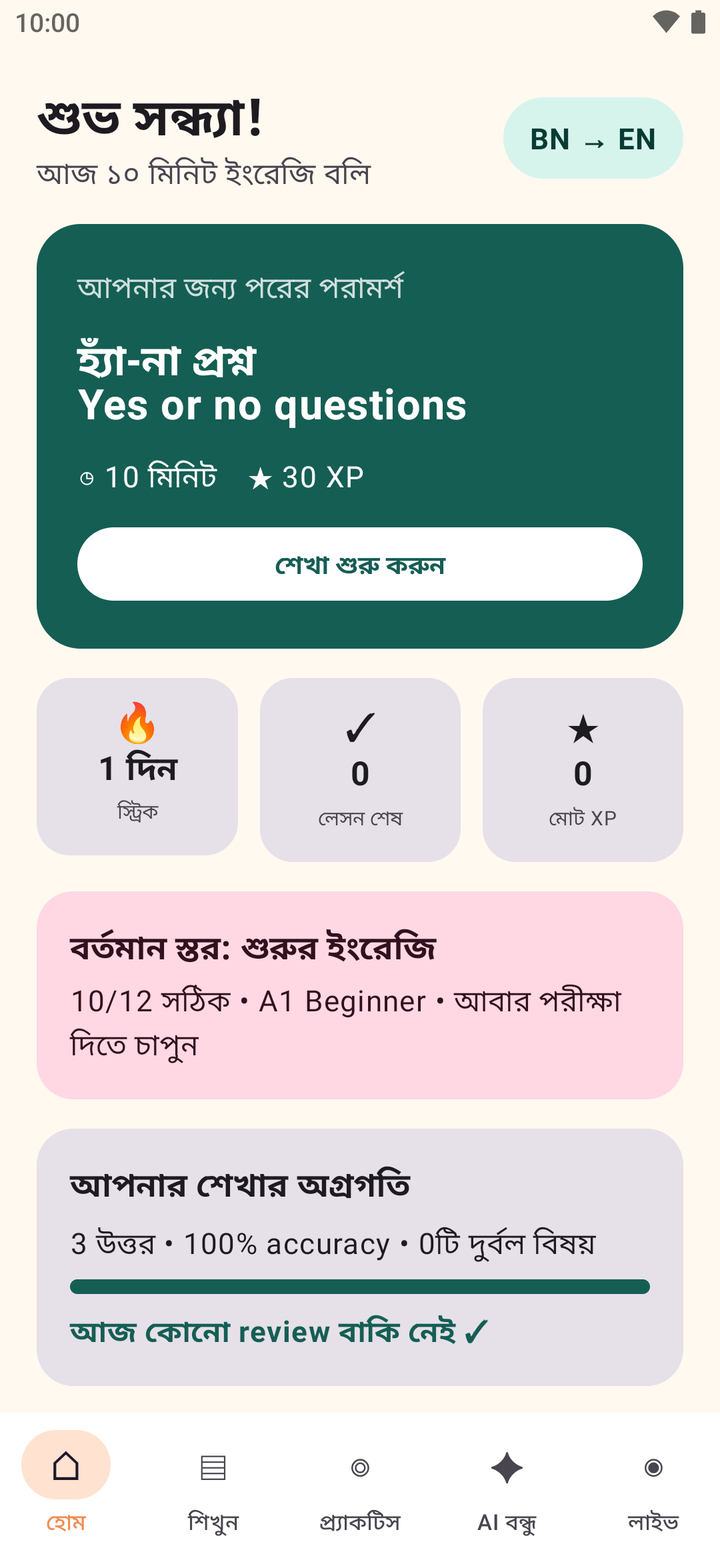 10:00
শুভ সন্ধ্যা!
আজ ১০ মিনিট ইংরেজি বলি
BN → EN
আপনার জন্য পরের পরামর্শ
হ্যাঁ-না প্রশ্ন
Yes or no questions
◷ 10 মিনিট ★ 30 XP
শেখা শুরু করুন
🔥
1 দিন
স্ট্রিক
✓
0
লেসন শেষ
★
0
মোট XP
বর্তমান স্তর: শুরুর ইংরেজি
10/12 সঠিক • A1 Beginner • আবার পরীক্ষা
দিতে চাপুন
আপনার শেখার অগ্রগতি
3 উত্তর • 100% accuracy • 0টি দুর্বল বিষয়
আজ কোনো review বাকি নেই ✓
হোম
শিখুন
প্র্যাকটিস
AI বন্ধু
লাইভ